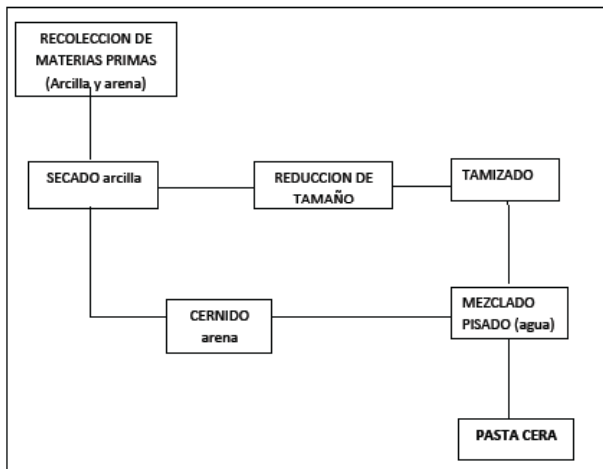 RECOLECCION DE
MATERIAS PRIMAS
(Arcilla y arena)
SECADO arcilla
REDUCCION DE
TAMAÑO
TAMIZADO
CERNIDO
arena
MEZCLADO
PISADO (agua)
PASTA CERA